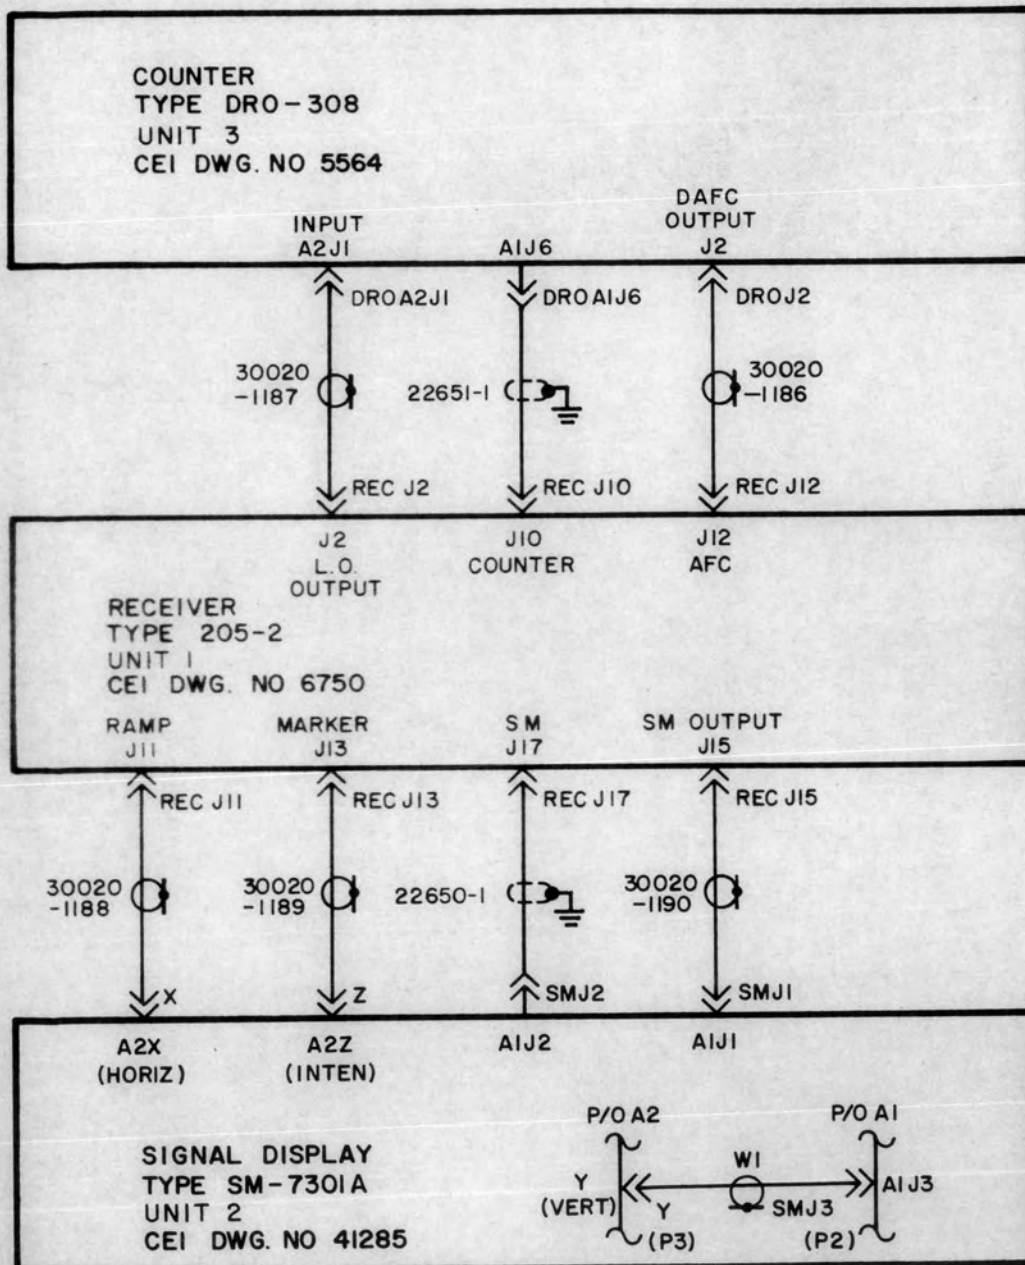 COUNTER
TYPE DRO-308
UNIT 3
CEI DWG. NO 5564
INPUT
A2J1
A1J6
DAFC
OUTPUT
J2
DROA2J1
DROA1J6
DROJ2
30020
-1187
22651-1
30020
-1186
REC J2
REC J10
REC J12
J2
L.O.
OUTPUT
J10
COUNTER
J12
AFC
RECEIVER
TYPE 205-2
UNIT 1
CEI DWG. NO 6750
RAMP
J11
MARKER
J13
SM
J17
SM OUTPUT
J15
REC J11
REC J13
REC J17
REC J15
30020
-1188
30020
-1189
22650-1
30020
-1190
X
Z
SMJ2
SMJ1
A2X
(HORIZ)
A2Z
(INTEN)
A1J2
A1J1
SIGNAL DISPLAY
TYPE SM-7301A
UNIT 2
CEI DWG. NO 41285
P/O A2
P/O A1
W1
Y
(VERT)
Y
(P3)
SMJ3
(P2)
A1J3